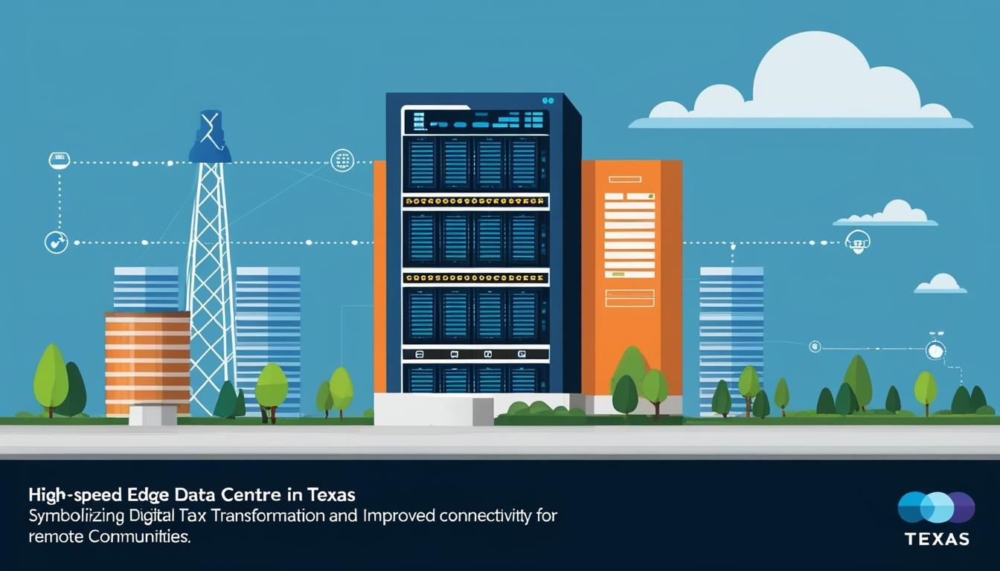 High-speed Edge Data Centre in Texas
Symbolizing Digital Tax Transformation and Improved connectivity for
remote Communities.
TEXAS